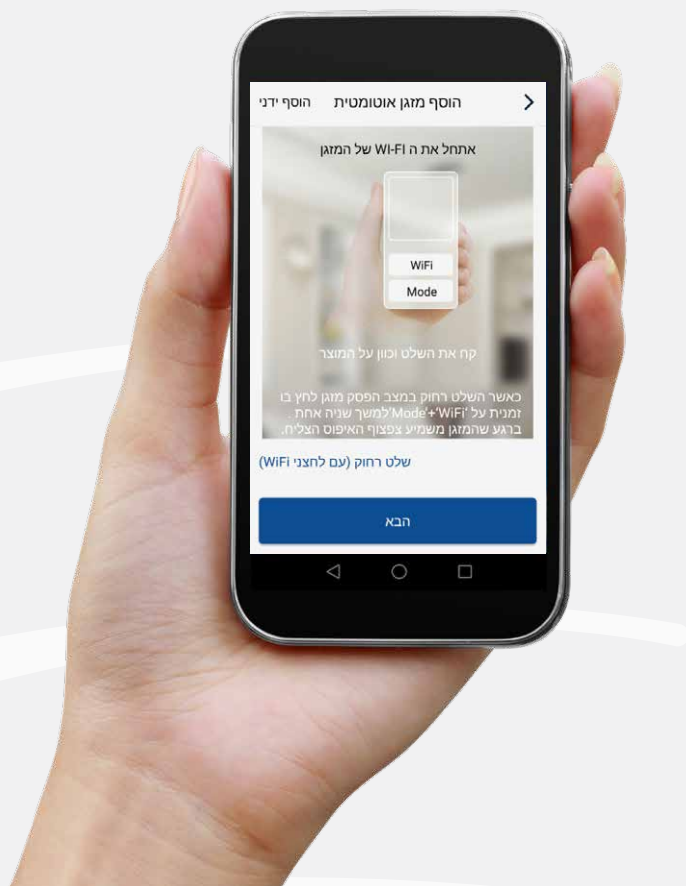 הוסף מזגן אוטומטית הוסף ידני
אתחל את ה WI-FI של המזגן
WiFi
Mode
קח את השלט וכוון על המוצר
כאשר השלט רחוק במצב הפסק מזגן לחץ בו
זמנית על 'Mode'+'WiFi'למשך שניה אחת .
ברגע שהמזגן משמיע צפצוף האיפוס הצליח.
שלט רחוק (עם לחצני WiFi)
הבא